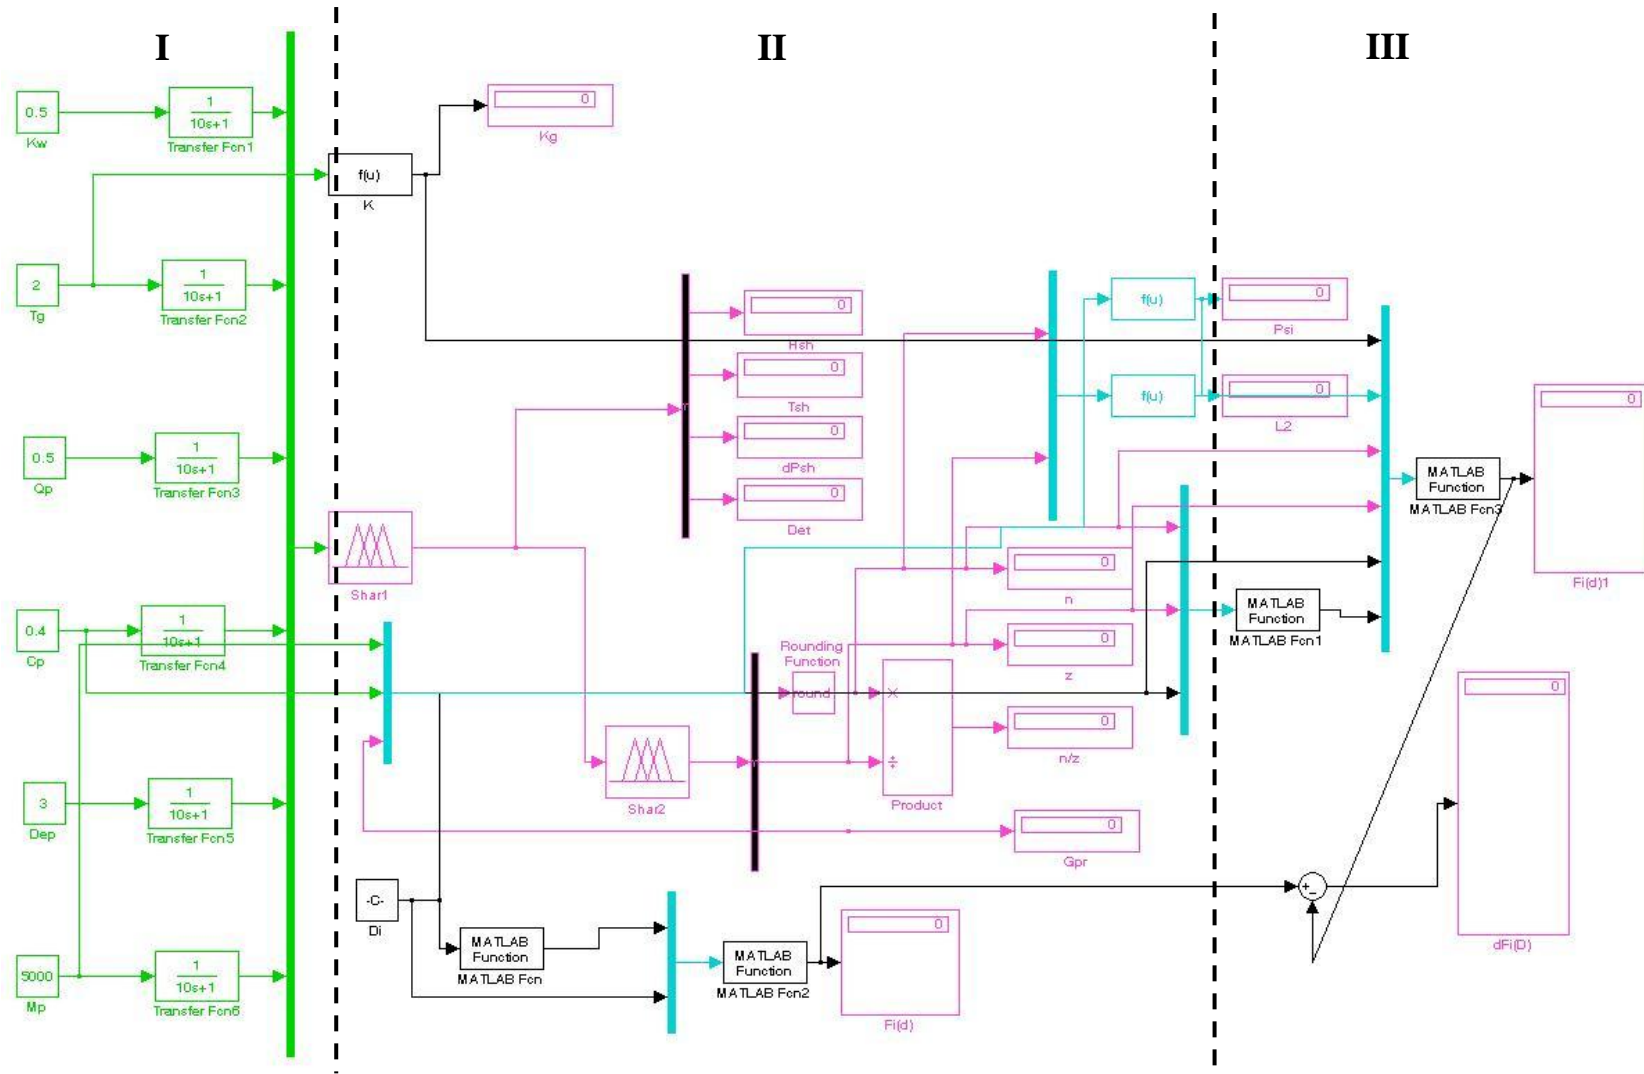 I
II
III
0.5
Kw
1
10s+1
Transfer Fcn1
0
Kg
f(u)
K
2
Tg
1
10s+1
Transfer Fcn2
0
Hsh
0
Tsh
0
dPsh
0
Det
f(u)
0
Psi
f(u)
0
L2
0
Fi(d)1
MATLAB
Function
MATLAB Fcn3
0.5
Qp
1
10s+1
Transfer Fcn3
Shar1
0
n
0.4
Cp
1
10s+1
Transfer Fcn4
Rounding
Function
round
0
z
MATLAB
Function
MATLAB Fcn1
×
÷
Product
0
n/z
Shar2
3
Dep
1
10s+1
Transfer Fcn5
0
Gpr
0
dFi(D)
-C-
Di
MATLAB
Function
MATLAB Fcn
MATLAB
Function
MATLAB Fcn2
0
Fi(d)
+
-
5000
Mp
1
10s+1
Transfer Fcn6